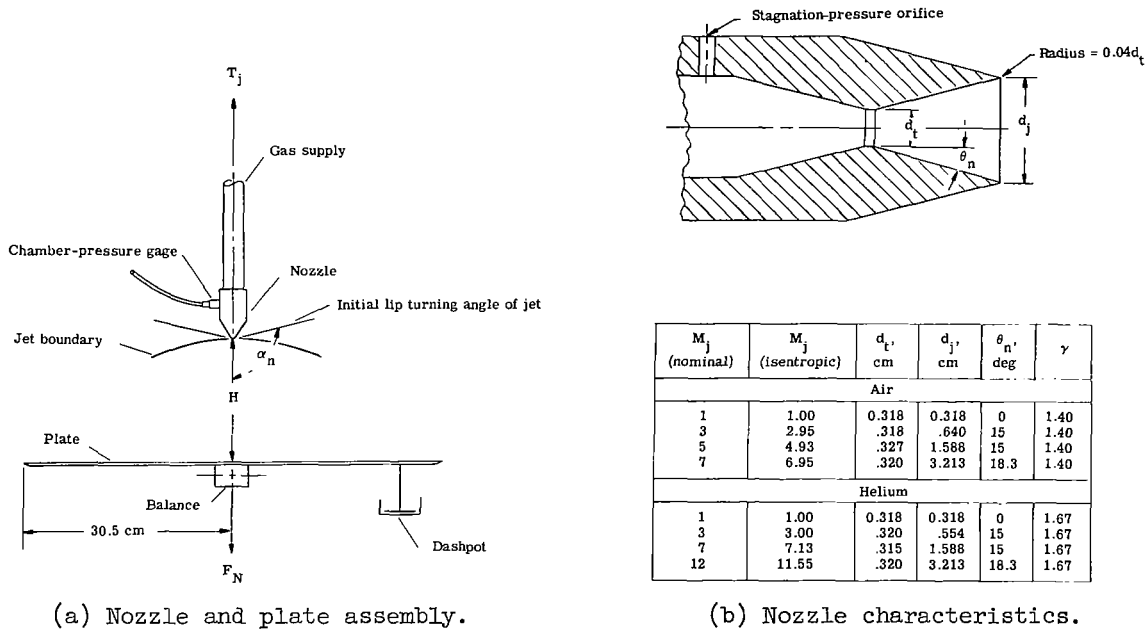 T_j
Gas supply
Chamber-pressure gage
Nozzle
Initial lip turning angle of jet
Jet boundary
α_n
H
Plate
Balance
30.5 cm
Dashpot
F_N
(a) Nozzle and plate assembly.
Stagnation-pressure orifice
Radius = 0.04d_t
d_t
d_j
θ_n
M_j (nominal) M_j (isentropic) d_t, cm d_j, cm θ_n, deg γ
Air
1 1.00 0.318 0.318 0 1.40
3 2.95 .318 .640 15 1.40
5 4.93 .327 1.588 15 1.40
7 6.95 .320 3.213 18.3 1.40
Helium
1 1.00 0.318 0.318 0 1.67
3 3.00 .320 .554 15 1.67
7 7.13 .315 1.588 15 1.67
12 11.55 .320 3.213 18.3 1.67
(b) Nozzle characteristics.